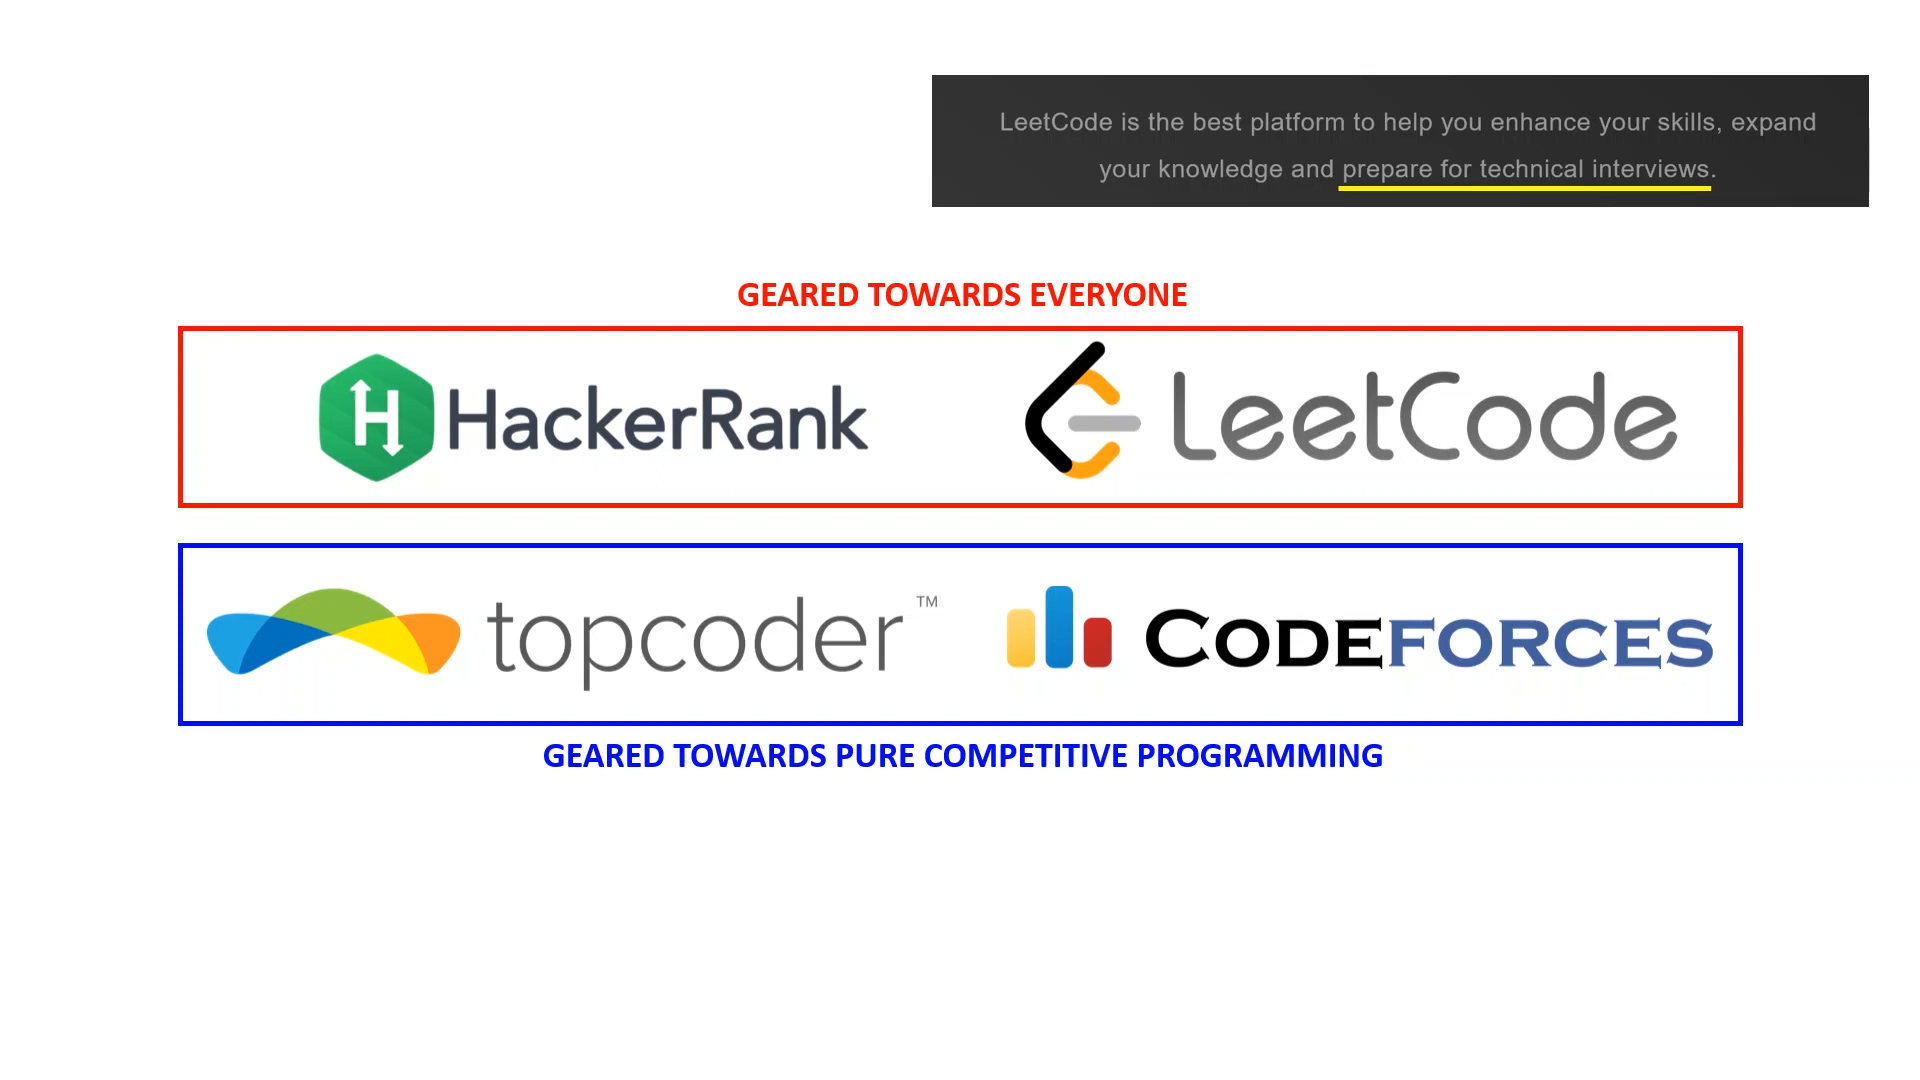 LeetCode is the best platform to help you enhance your skills, expand
your knowledge and prepare for technical interviews.
GEARED TOWARDS EVERYONE
H HackerRank
LeetCode
topcoder™
CODEFORCES
GEARED TOWARDS PURE COMPETITIVE PROGRAMMING